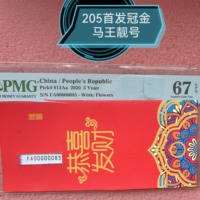 205首发冠金
马王靓号
PMG
China / People's Republic
Pick# 912Aa 2020 5 Yuan
S/N FA00000085 - Wmk: Flowers
67 EPQ
恭喜发财
FA00000085